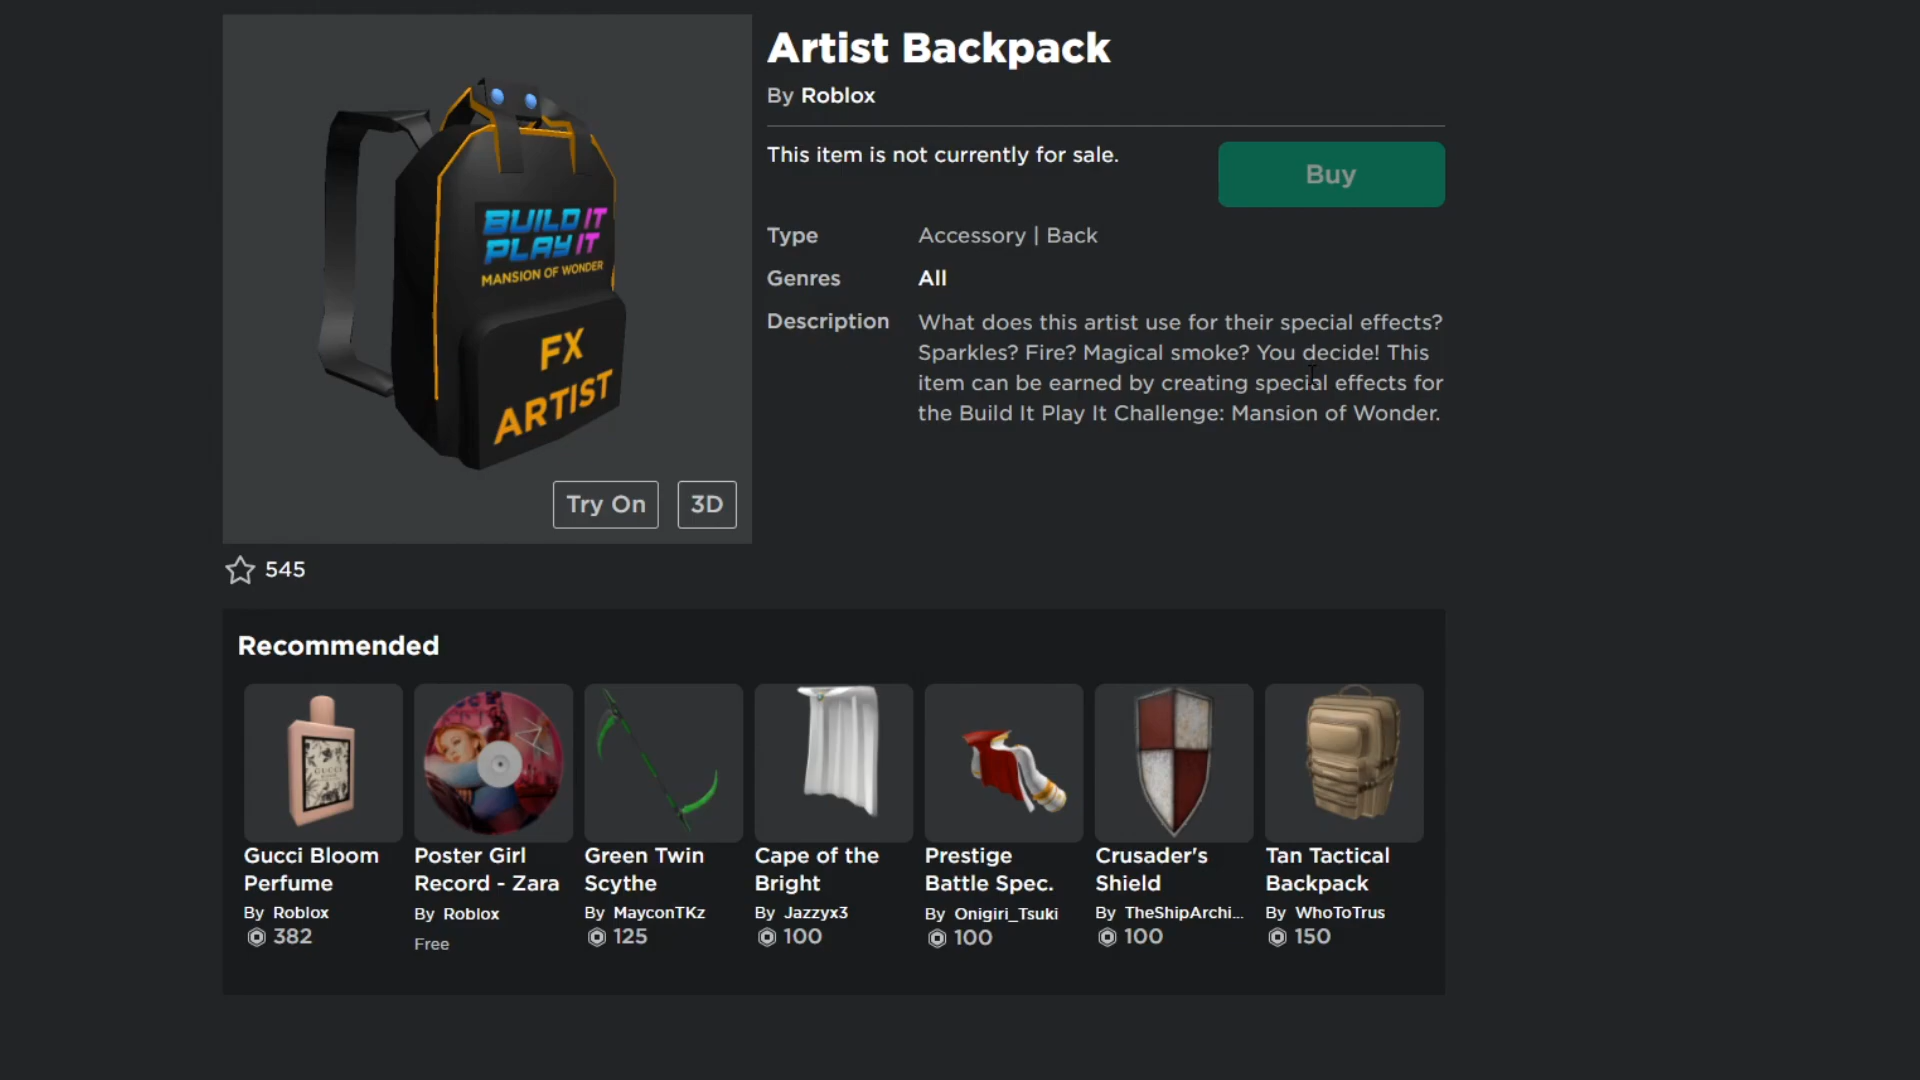 Artist Backpack
By Roblox
This item is not currently for sale.
Buy
Type Accessory | Back
Genres All
Description What does this artist use for their special effects?
Sparkles? Fire? Magical smoke? You decide! This
item can be earned by creating special effects for
the Build It Play It Challenge: Mansion of Wonder.
BUILD IT
PLAY IT
MANSION OF WONDER
FX
ARTIST
Try On 3D
545
Recommended
GUCCI
Gucci Bloom
Perfume
By Roblox
382
Poster Girl
Record - Zara
By Roblox
Free
Green Twin
Scythe
By MayconTKz
125
Cape of the
Bright
By Jazzyx3
100
Prestige
Battle Spec.
By Onigiri_Tsuki
100
Crusader's
Shield
By TheShipArchi...
100
Tan Tactical
Backpack
By WhoToTrus
150